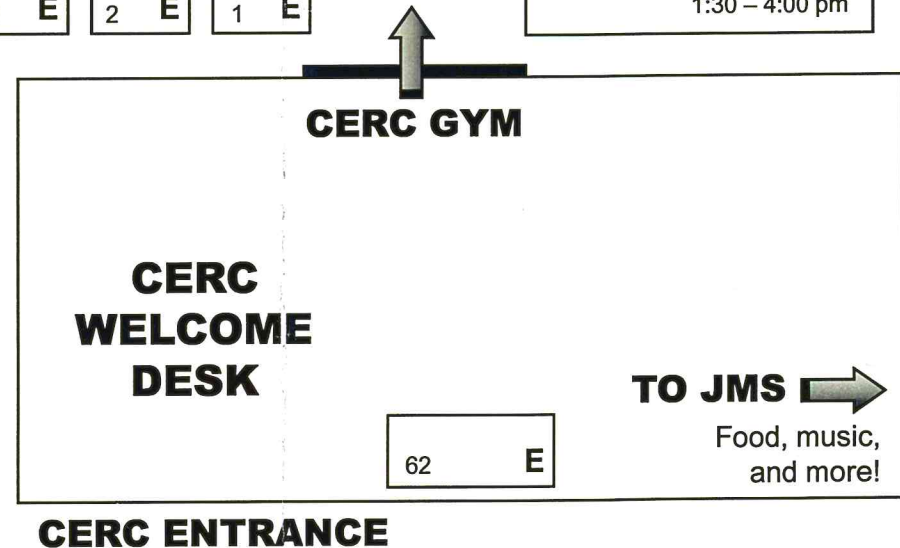 E
2 E
1 E
1:30 – 4:00 pm
CERC GYM
CERC
WELCOME
DESK
TO JMS
Food, music,
and more!
62 E
CERC ENTRANCE